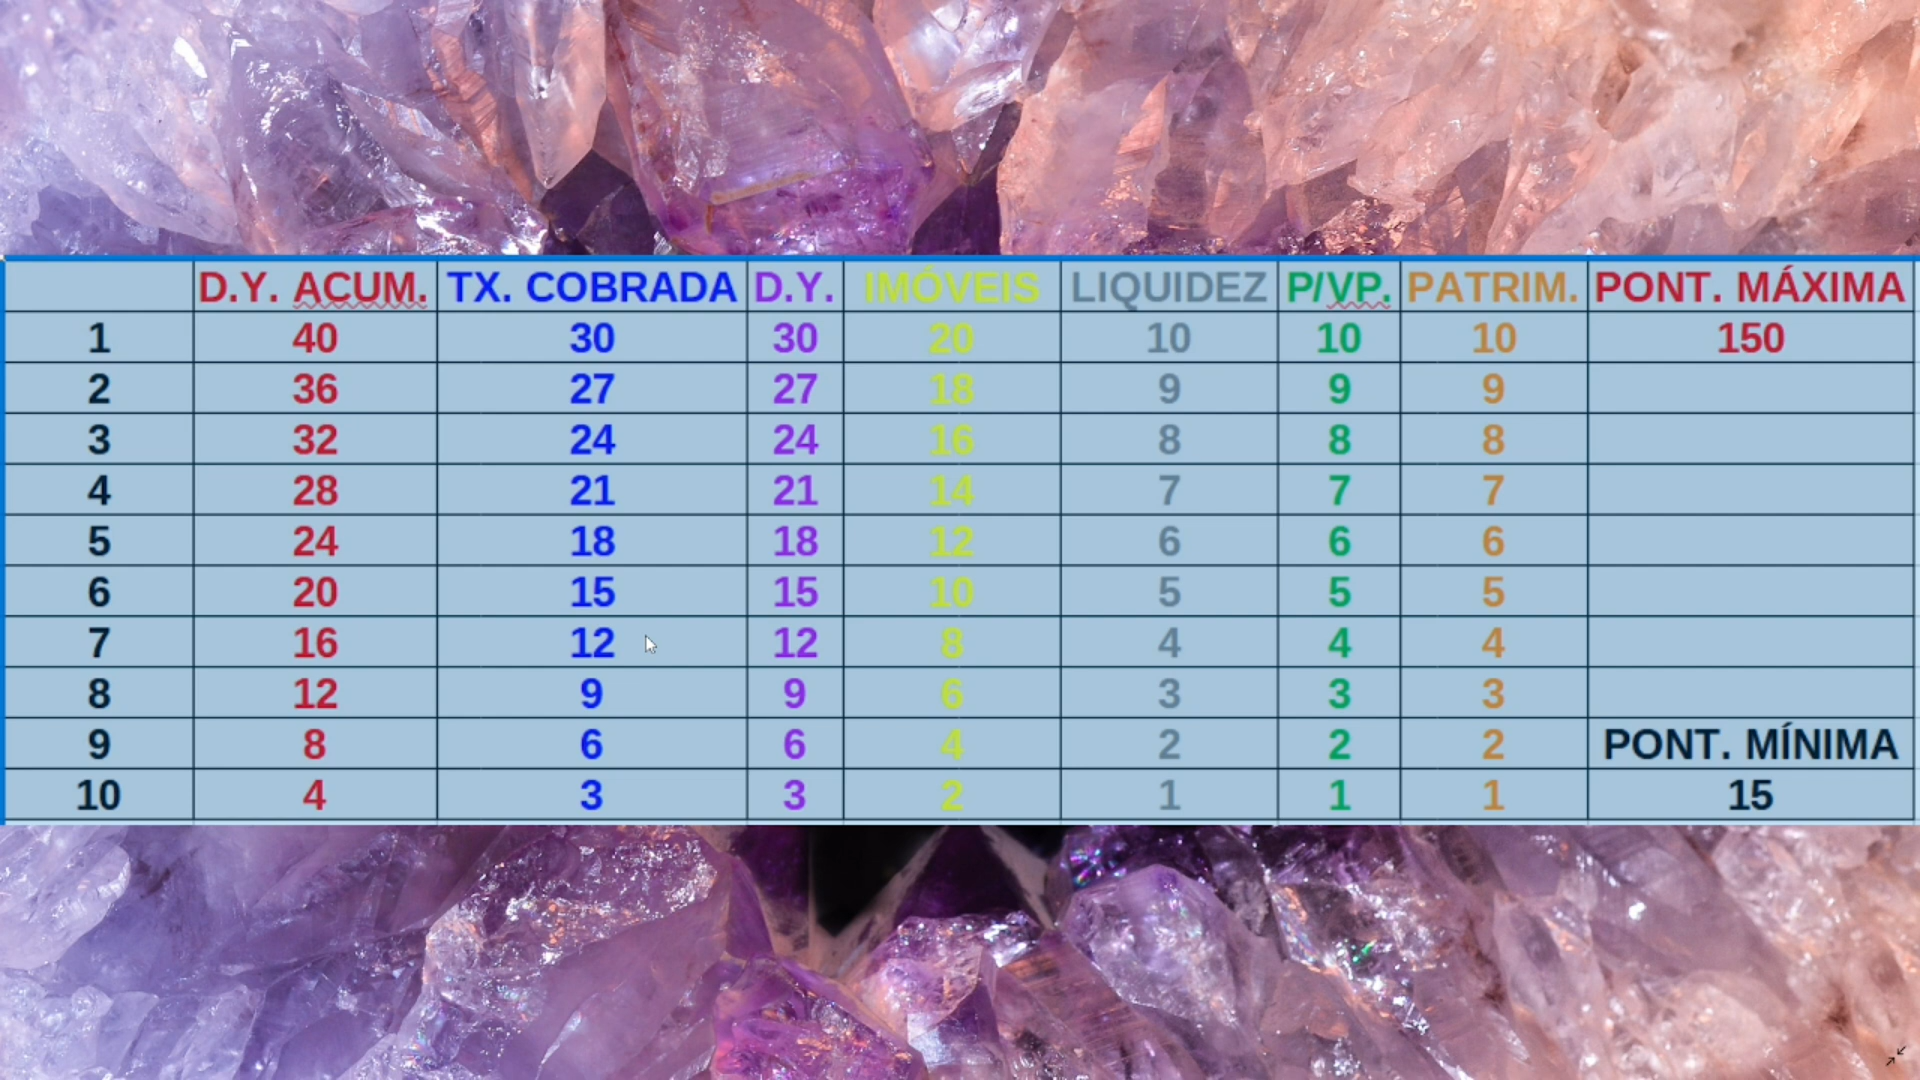 D.Y. ACUM. TX. COBRADA D.Y. IMÓVEIS LIQUIDEZ P/VP. PATRIM. PONT. MÁXIMA
1 40 30 30 20 10 10 10 150
2 36 27 27 18 9 9 9
3 32 24 24 16 8 8 8
4 28 21 21 14 7 7 7
5 24 18 18 12 6 6 6
6 20 15 15 10 5 5 5
7 16 12 12 8 4 4 4
8 12 9 9 6 3 3 3
9 8 6 6 4 2 2 2 PONT. MÍNIMA
10 4 3 3 2 1 1 1 15